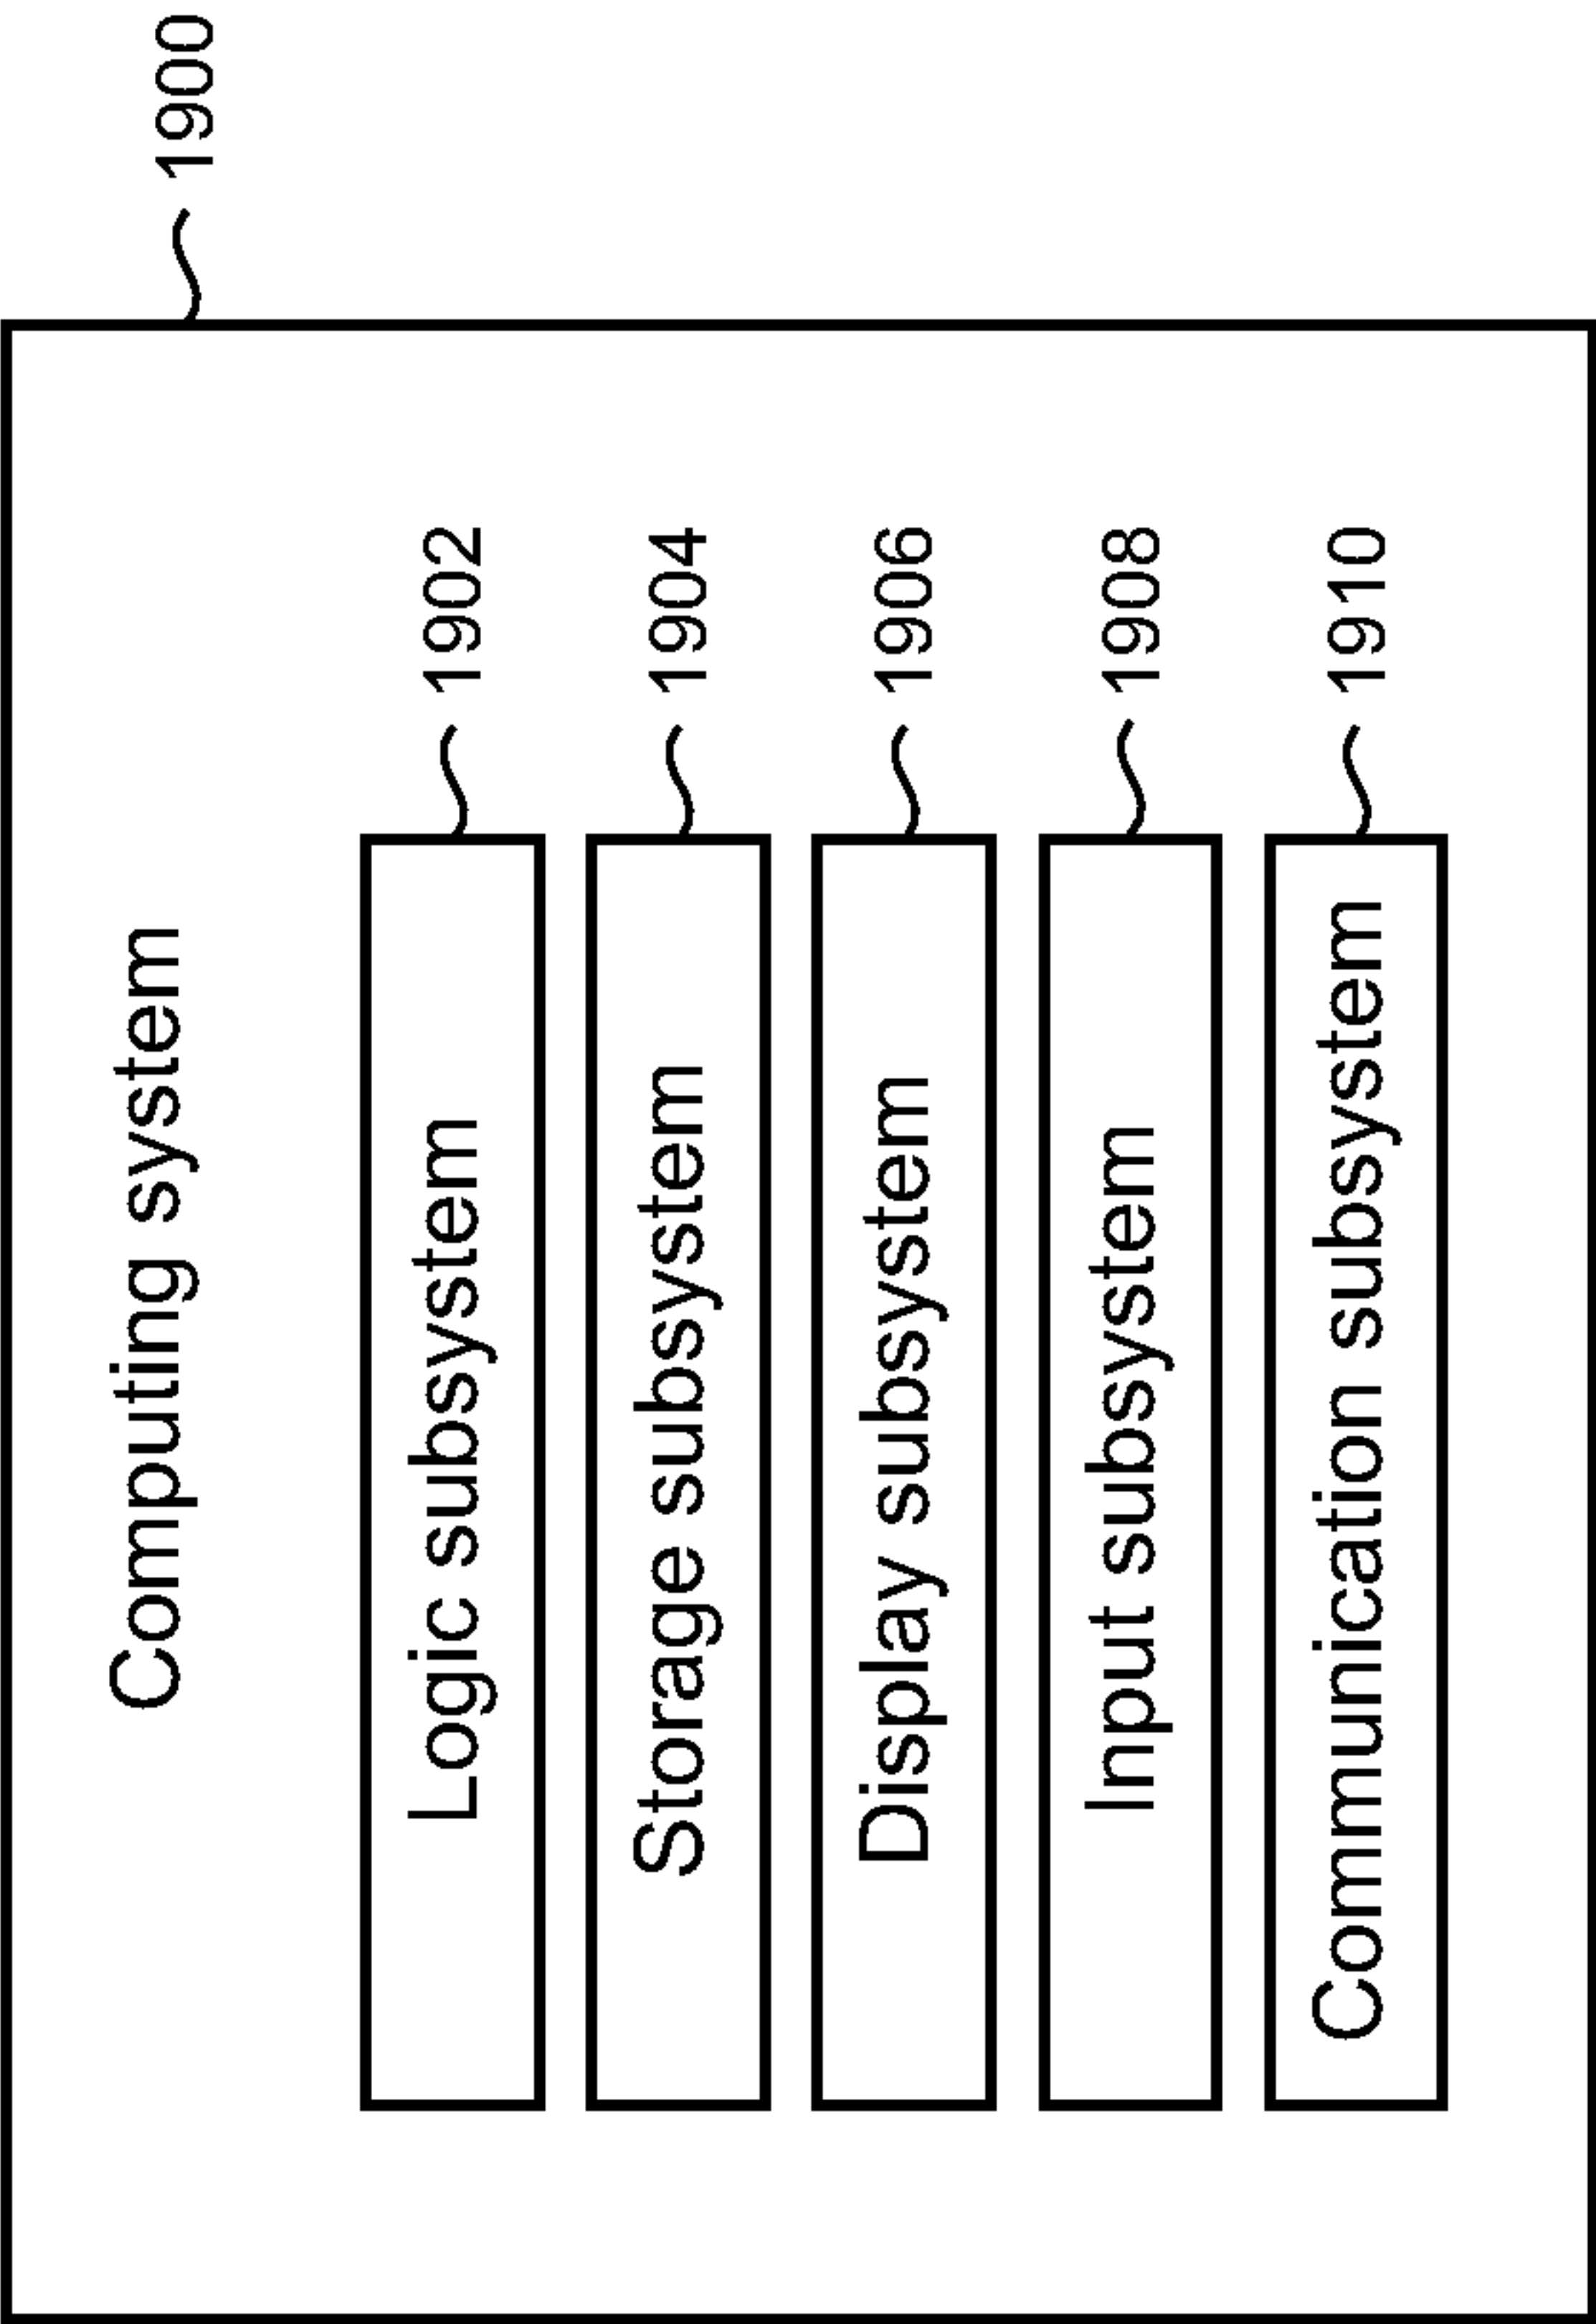 1900
Computing system
Logic subsystem 1902
Storage subsystem 1904
Display subsystem 1906
Input subsystem 1908
Communication subsystem 1910